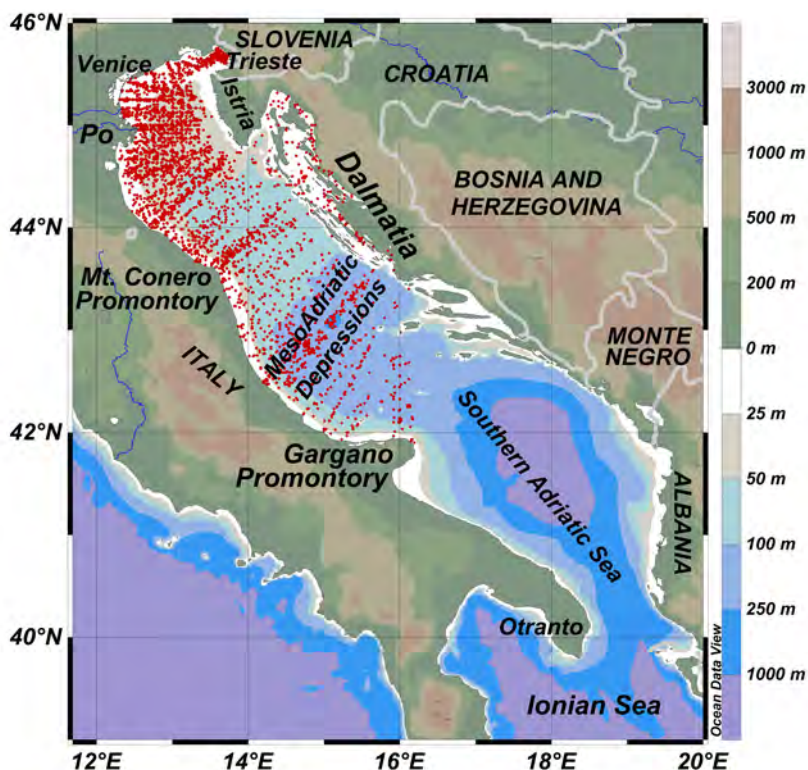 46°N
44°N
42°N
40°N
12°E
14°E
16°E
18°E
20°E
SLOVENIA
Venice
Trieste
CROATIA
Istria
Po
Dalmatia
BOSNIA AND
HERZEGOVINA
Mt. Conero
Promontory
MesoAdriatic
Depressions
MONTE
NEGRO
ITALY
Southern Adriatic Sea
Gargano
Promontory
ALBANIA
Otranto
Ionian Sea
Ocean Data View
3000 m
1000 m
500 m
200 m
0 m
25 m
50 m
100 m
250 m
1000 m